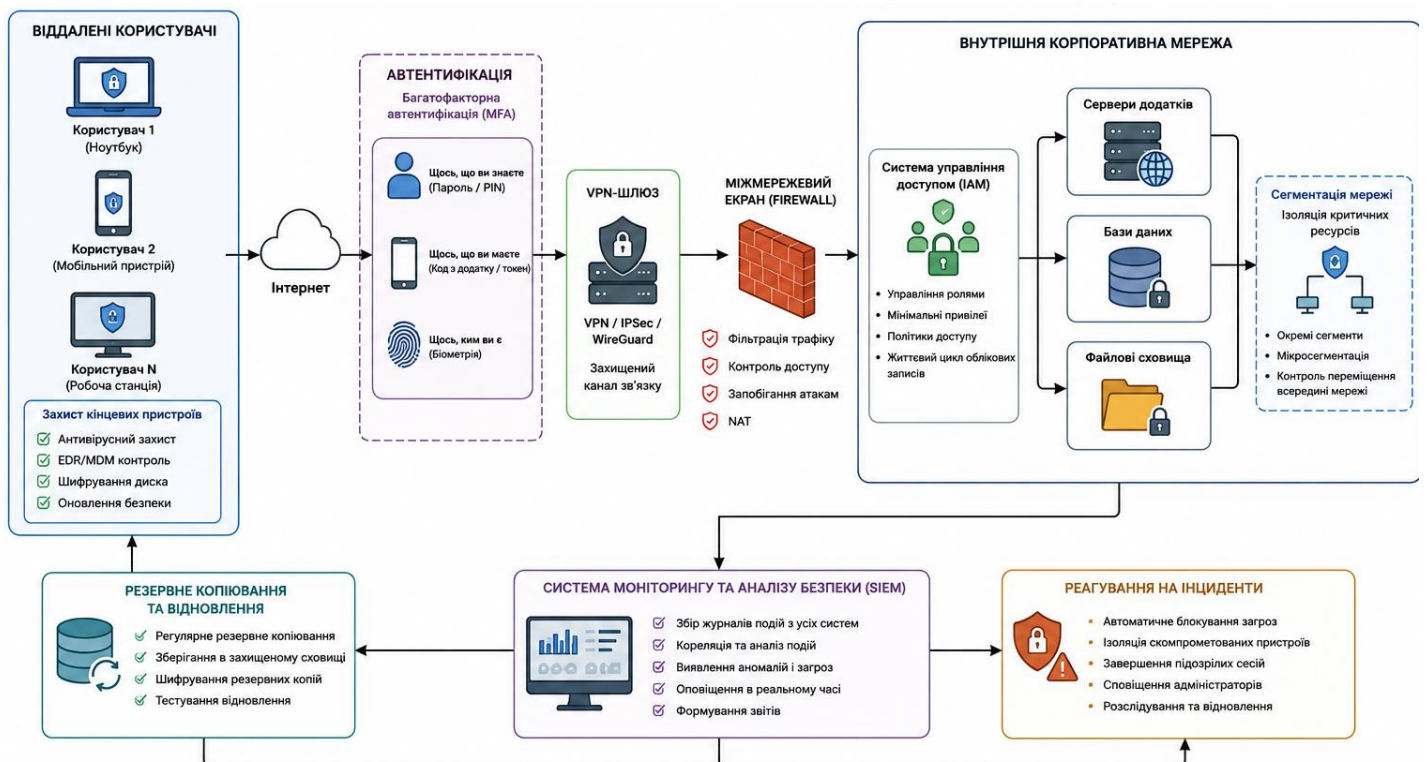 ВІДДАЛЕНІ КОРИСТУВАЧІ
Користувач 1
(Ноутбук)
Користувач 2
(Мобільний пристрій)
Користувач N
(Робоча станція)
Захист кінцевих пристроїв
Антивірусний захист
EDR/MDM контроль
Шифрування диска
Оновлення безпеки
Інтернет
АВТЕНТИФІКАЦІЯ
Багатофакторна
автентифікація (MFA)
Щось, що ви знаєте
(Пароль / PIN)
Щось, що ви маєте
(Код з додатку / токен)
Щось, ким ви є
(Біометрія)
VPN-ШЛЮЗ
VPN / IPSec /
WireGuard
Захищений
канал зв'язку
МІЖМЕРЕЖЕВИЙ
ЕКРАН (FIREWALL)
Фільтрація трафіку
Контроль доступу
Запобігання атакам
NAT
ВНУТРІШНЯ КОРПОРАТИВНА МЕРЕЖА
Система управління
доступом (IAM)
Управління ролями
Мінімальні привілеї
Політики доступу
Життєвий цикл облікових
записів
Сервери додатків
Бази даних
Файлові сховища
Сегментація мережі
Ізоляція критичних
ресурсів
Окремі сегменти
Мікросегментація
Контроль переміщення
всередині мережі
РЕЗЕРВНЕ КОПІЮВАННЯ
ТА ВІДНОВЛЕННЯ
Регулярне резервне копіювання
Зберігання в захищеному сховищі
Шифрування резервних копій
Тестування відновлення
СИСТЕМА МОНІТОРИНГУ ТА АНАЛІЗУ БЕЗПЕКИ (SIEM)
Збір журналів подій з усіх систем
Кореляція та аналіз подій
Виявлення аномалій і загроз
Оповіщення в реальному часі
Формування звітів
РЕАГУВАННЯ НА ІНЦИДЕНТИ
Автоматичне блокування загроз
Ізоляція скомпрометованих пристроїв
Завершення підозрілих сесій
Сповіщення адміністраторів
Розслідування та відновлення